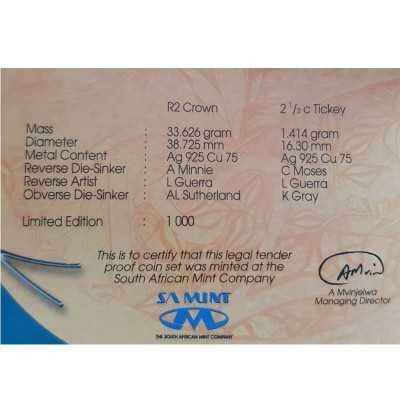 R2 Crown 2 1/2 c Tickey
Mass : 33.626 gram 1.414 gram
Diameter : 38.725 mm 16.30 mm
Metal Content : Ag 925 Cu 75 Ag 925 Cu 75
Reverse Die-Sinker : A Minnie C Moses
Reverse Artist : L Guerra L Guerra
Obverse Die-Sinker : AL Sutherland K Gray
Limited Edition : 1 000
This is to certify that this legal tender
proof coin set was minted at the
South African Mint Company
A Mvinjelwa
Managing Director
SA MINT
THE SOUTH AFRICAN MINT COMPANY